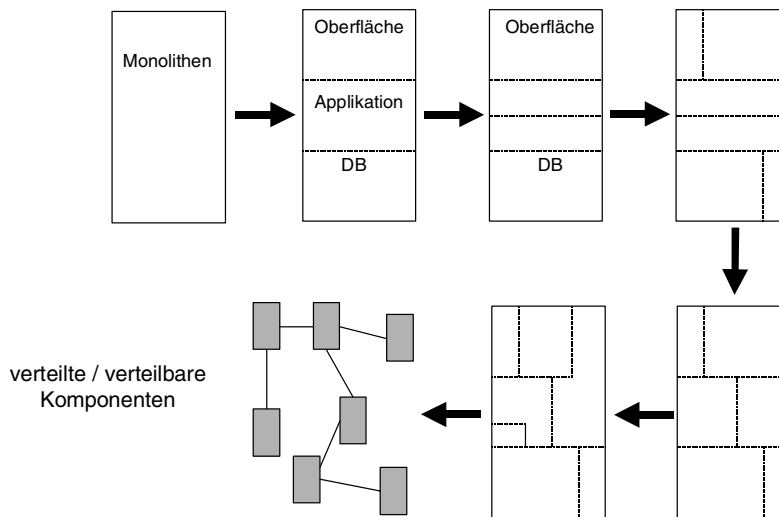 Monolithen
Oberfläche
Applikation
DB
Oberfläche
DB
verteilte / verteilbare
Komponenten